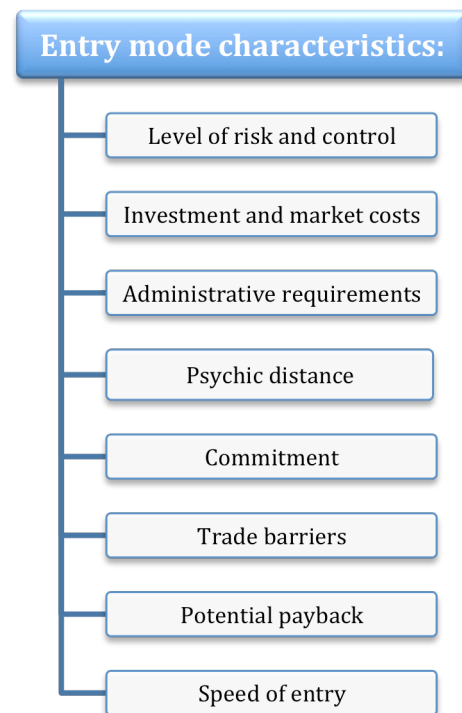 Entry mode characteristics:
Level of risk and control
Investment and market costs
Administrative requirements
Psychic distance
Commitment
Trade barriers
Potential payback
Speed of entry